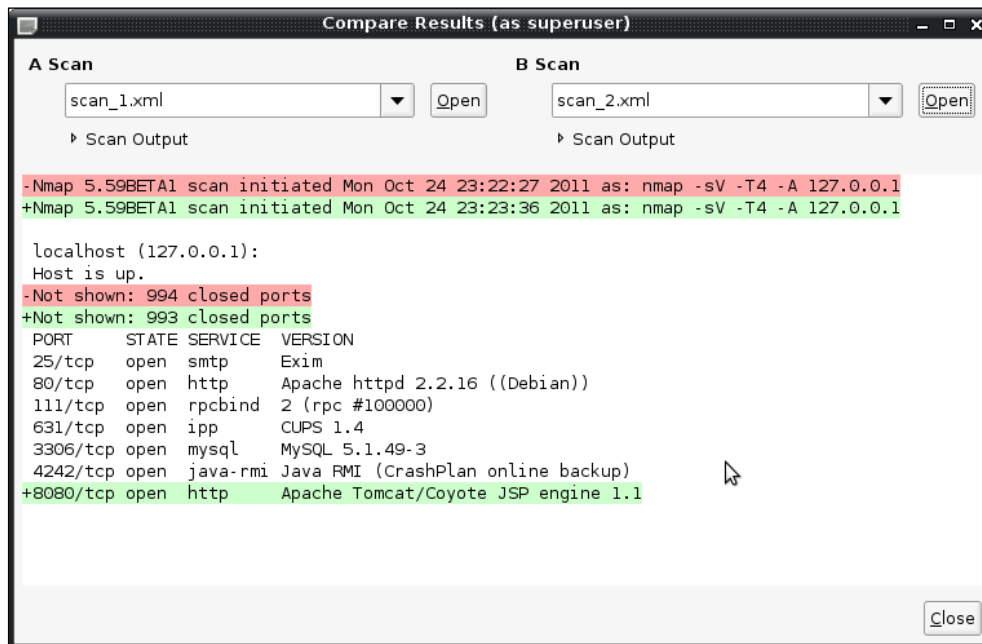 Compare Results (as superuser)
A Scan
B Scan
scan_1.xml
Open
scan_2.xml
Open
Scan Output
Scan Output
-Nmap 5.59BETA1 scan initiated Mon Oct 24 23:22:27 2011 as: nmap -sV -T4 -A 127.0.0.1
+Nmap 5.59BETA1 scan initiated Mon Oct 24 23:23:36 2011 as: nmap -sV -T4 -A 127.0.0.1
localhost (127.0.0.1):
Host is up.
-Not shown: 994 closed ports
+Not shown: 993 closed ports
PORT     STATE SERVICE  VERSION
25/tcp   open  smtp     Exim
80/tcp   open  http     Apache httpd 2.2.16 ((Debian))
111/tcp  open  rpcbind  2 (rpc #100000)
631/tcp  open  ipp      CUPS 1.4
3306/tcp open  mysql    MySQL 5.1.49-3
4242/tcp open  java-rmi Java RMI (CrashPlan online backup)
+8080/tcp open  http     Apache Tomcat/Coyote JSP engine 1.1
Close